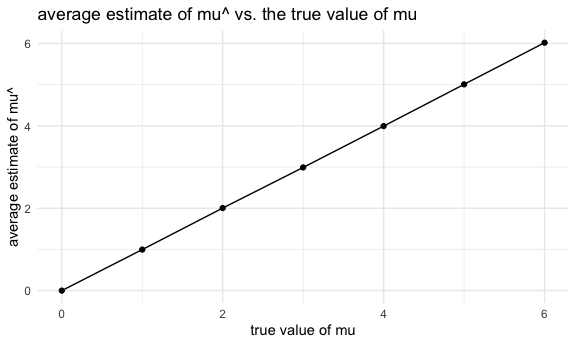 average estimate of mu^ vs. the true value of mu
average estimate of mu^
6
4
2
0
0 2 4 6
true value of mu